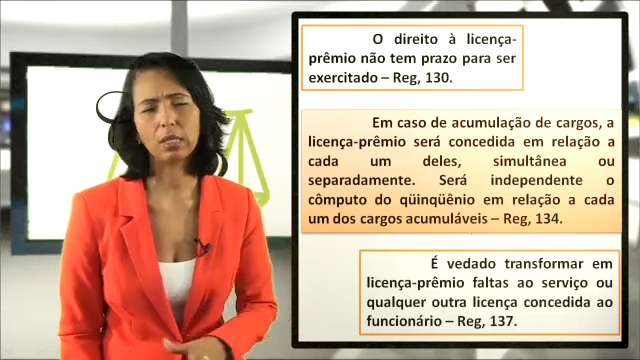 O direito à licença-
prêmio não tem prazo para ser
exercitado – Reg, 130.
Em caso de acumulação de cargos, a
licença-prêmio será concedida em relação a
cada um deles, simultânea ou
separadamente. Será independente o
cômputo do qüinqüênio em relação a cada
um dos cargos acumuláveis – Reg, 134.
É vedado transformar em
licença-prêmio faltas ao serviço ou
qualquer outra licença concedida ao
funcionário – Reg, 137.